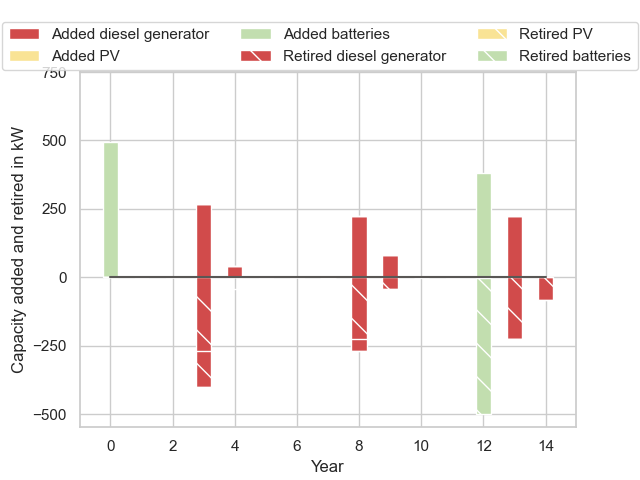 Added diesel generator
Added PV
Added batteries
Retired diesel generator
Retired PV
Retired batteries
750
500
250
0
−250
−500
Capacity added and retired in kW
0 2 4 6 8 10 12 14
Year